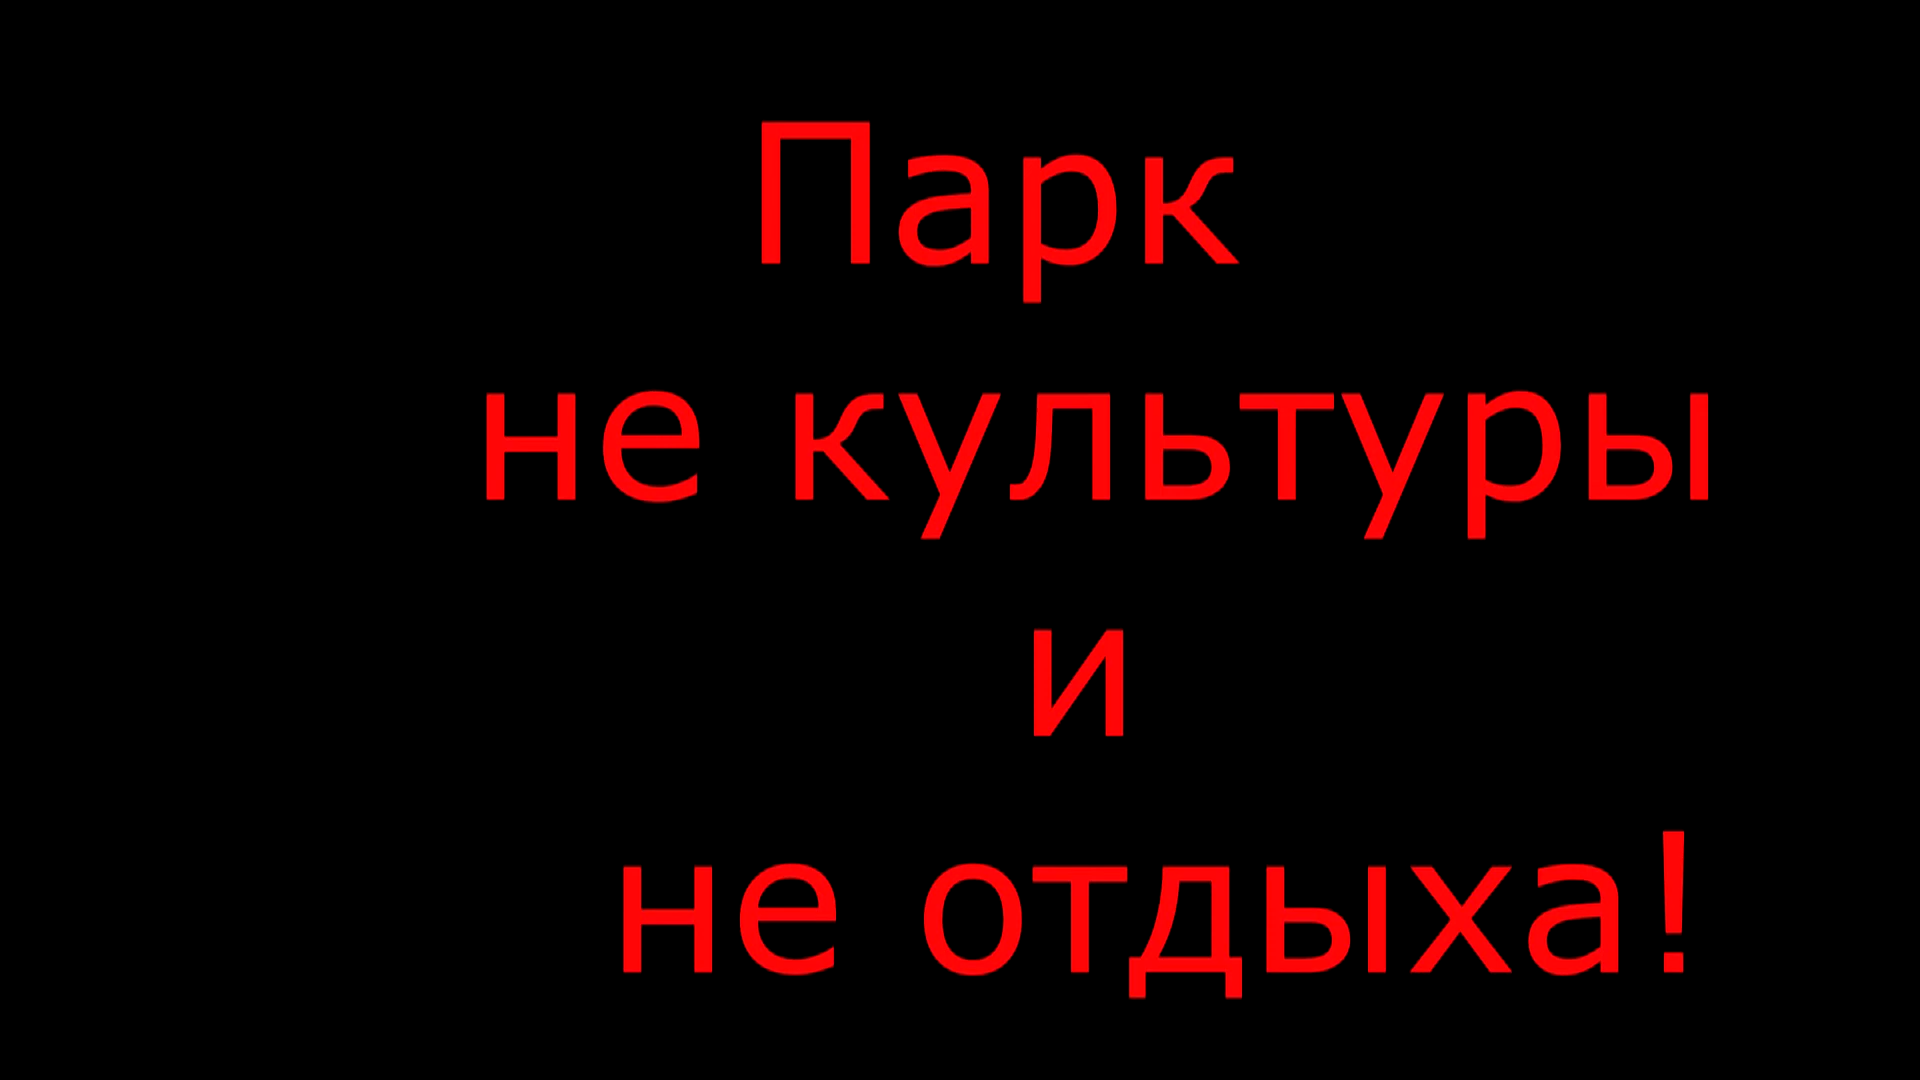 Парк
не культуры
и
не отдыха!